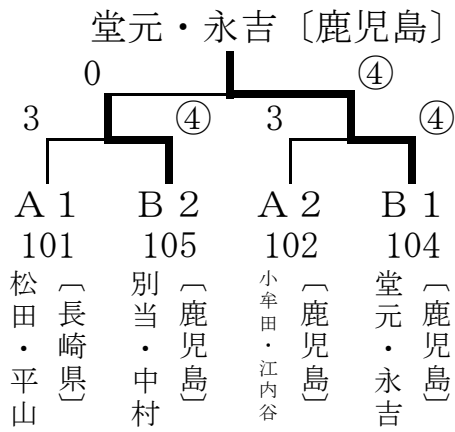 堂元・永吉〔鹿児島〕
0 ④
3 ④ 3 ④
A1 B2 A2 B1
101 105 102 104
松田・平山
〔長崎県〕
別当・中村
〔鹿児島〕
小牟田・江内谷
〔鹿児島〕
堂元・永吉
〔鹿児島〕